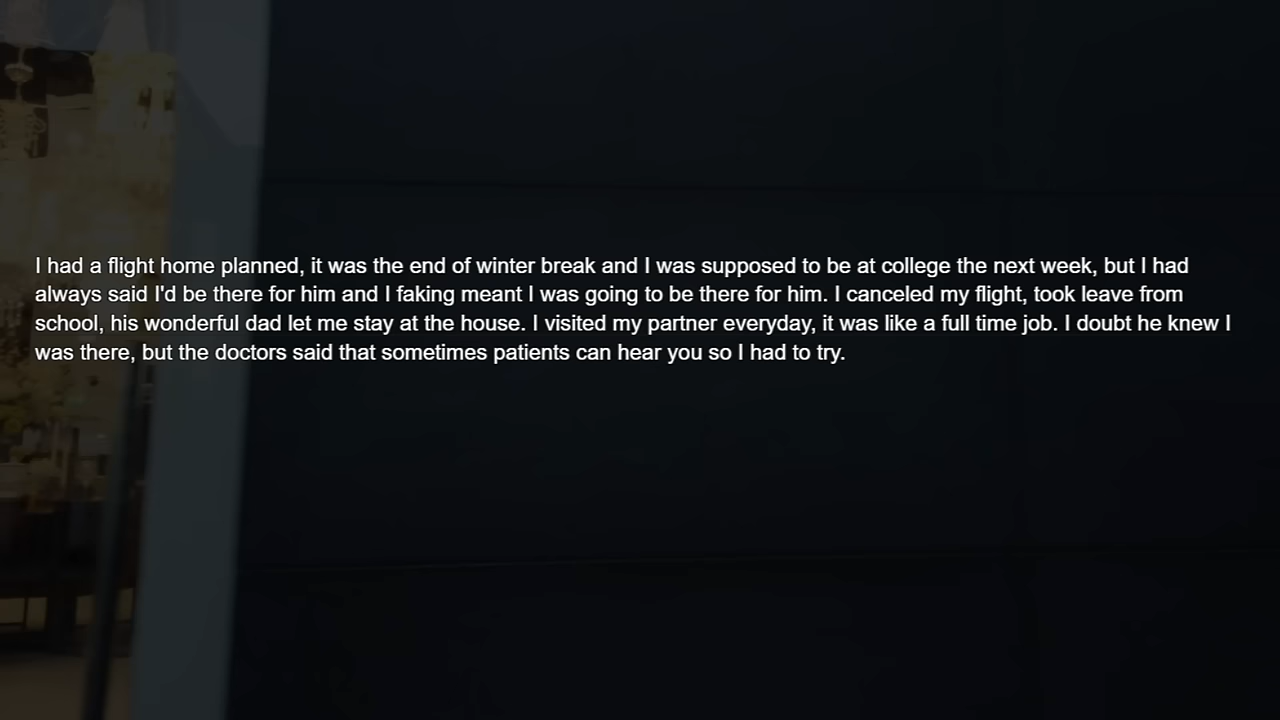 I had a flight home planned, it was the end of winter break and I was supposed to be at college the next week, but I had
always said I'd be there for him and I faking meant I was going to be there for him. I canceled my flight, took leave from
school, his wonderful dad let me stay at the house. I visited my partner everyday, it was like a full time job. I doubt he knew I
was there, but the doctors said that sometimes patients can hear you so I had to try.